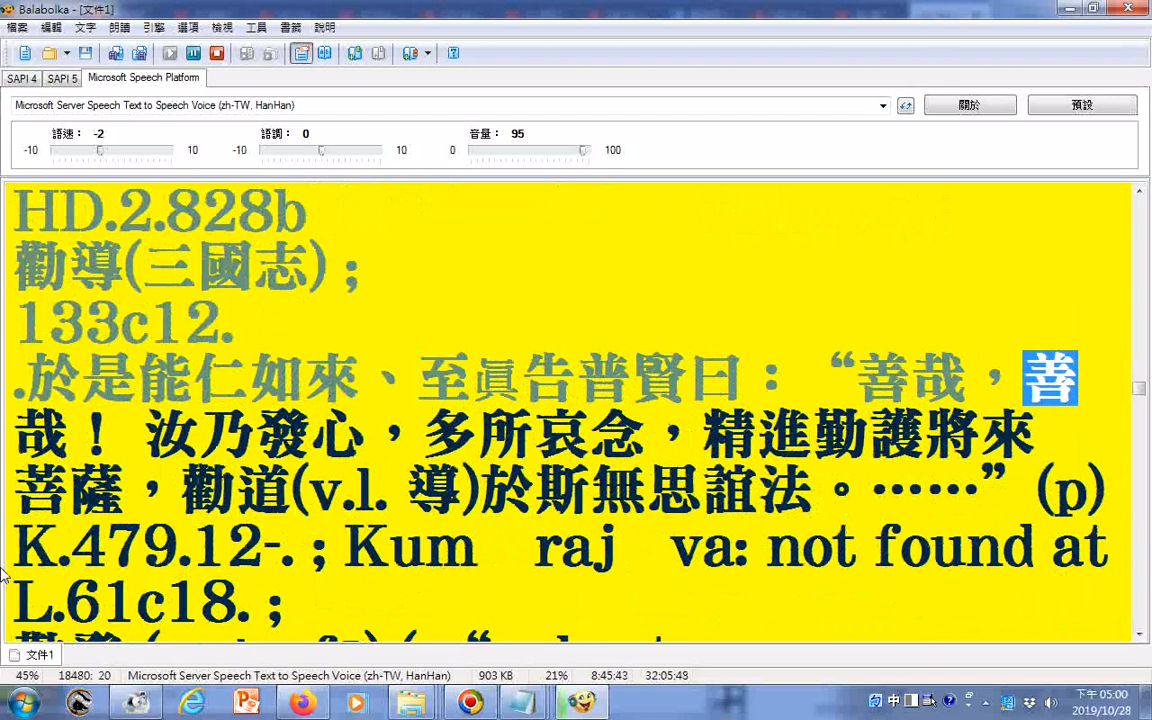 Balabolka - [文件1]
檔案 編輯 文字 朗讀 引擎 選項 檢視 工具 書籤 說明
SAPI 4 SAPI 5 Microsoft Speech Platform
Microsoft Server Speech Text to Speech Voice (zh-TW, HanHan) 關於 預設
語速： -2 語調： 0 音量： 95
-10 10 -10 10 0 100
HD.2.828b
勸導(三國志)；
133c12.
.於是能仁如來、至眞告普賢曰：“善哉，善
哉！ 汝乃發心，多所哀念，精進勤護將來
菩薩，勸道(v.l. 導)於斯無思誼法。……” (p)
K.479.12-. ; Kum raj va: not found at
L.61c18. ;
文件1
45% 18480: 20 Microsoft Server Speech Text to Speech Voice (zh-TW, HanHan) 903 KB 21% 8:45:43 32:05:48
中 下午 05:00
2019/10/28